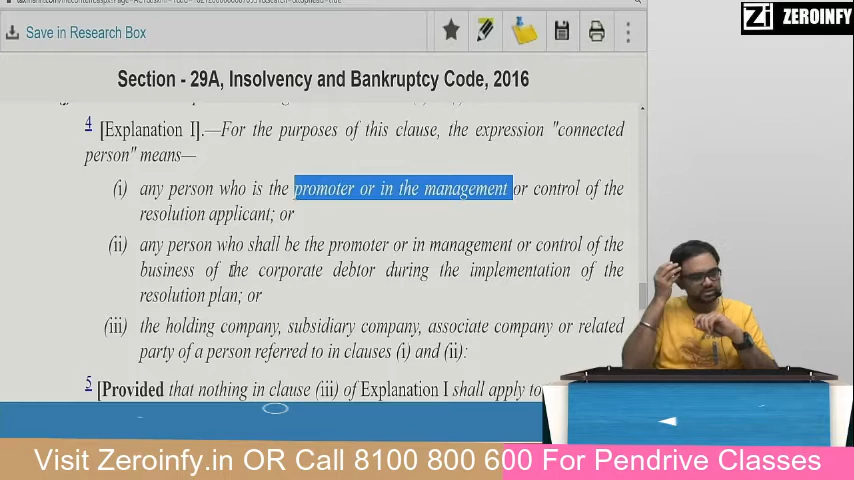 Zi ZEROINFY
Save in Research Box
Section - 29A, Insolvency and Bankruptcy Code, 2016
4 [Explanation I].—For the purposes of this clause, the expression "connected
person" means—
(i) any person who is the promoter or in the management or control of the
resolution applicant; or
(ii) any person who shall be the promoter or in management or control of the
business of the corporate debtor during the implementation of the
resolution plan; or
(iii) the holding company, subsidiary company, associate company or related
party of a person referred to in clauses (i) and (ii):
5 [Provided that nothing in clause (iii) of Explanation I shall apply to
Visit Zeroinfy.in OR Call 8100 800 600 For Pendrive Classes